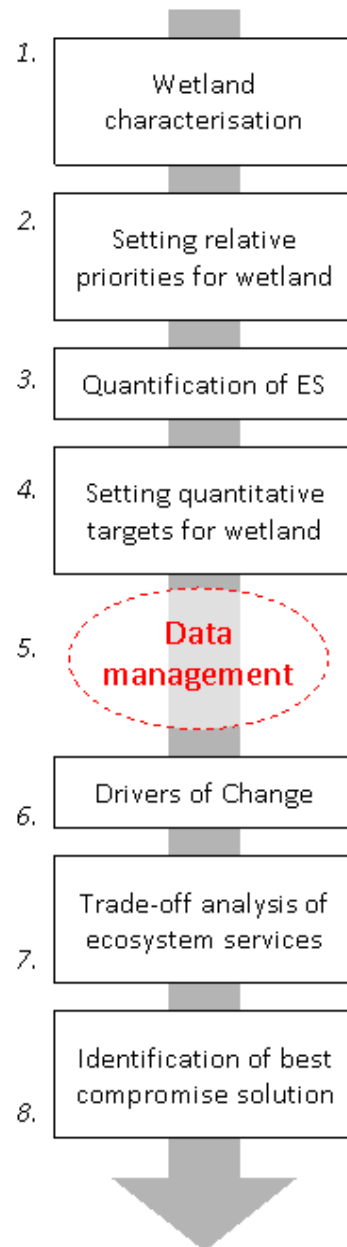 1.
Wetland
characterisation
2.
Setting relative
priorities for wetland
3.
Quantification of ES
4.
Setting quantitative
targets for wetland
5.
Data
management
Drivers of Change
6.
Trade-off analysis of
ecosystem services
7.
Identification of best
compromise solution
8.